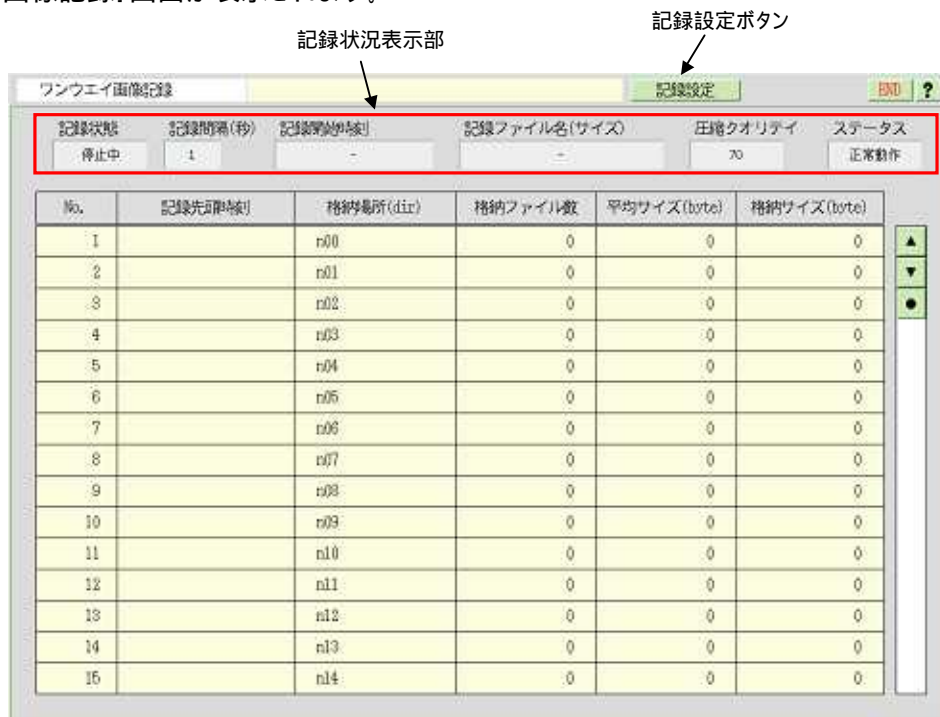 画像記録:画面が表示されます。
記録設定ボタン
記録状況表示部
ワンウエイ画像記録 記録設定 END ?
記録状態 記録間隔(秒) 記録開始時刻 記録ファイル名(サイズ) 圧縮クオリテイ ステータス
停止中 1 - - 70 正常動作
No. 記録先頭時刻 格納場所(dir) 格納ファイル数 平均サイズ(byte) 格納サイズ(byte)
1 n00 0 0 0 ▲
2 n01 0 0 0 ▼
3 n02 0 0 0 ●
4 n03 0 0 0
5 n04 0 0 0
6 n05 0 0 0
7 n06 0 0 0
8 n07 0 0 0
9 n08 0 0 0
10 n09 0 0 0
11 n10 0 0 0
12 n11 0 0 0
13 n12 0 0 0
14 n13 0 0 0
15 n14 0 0 0